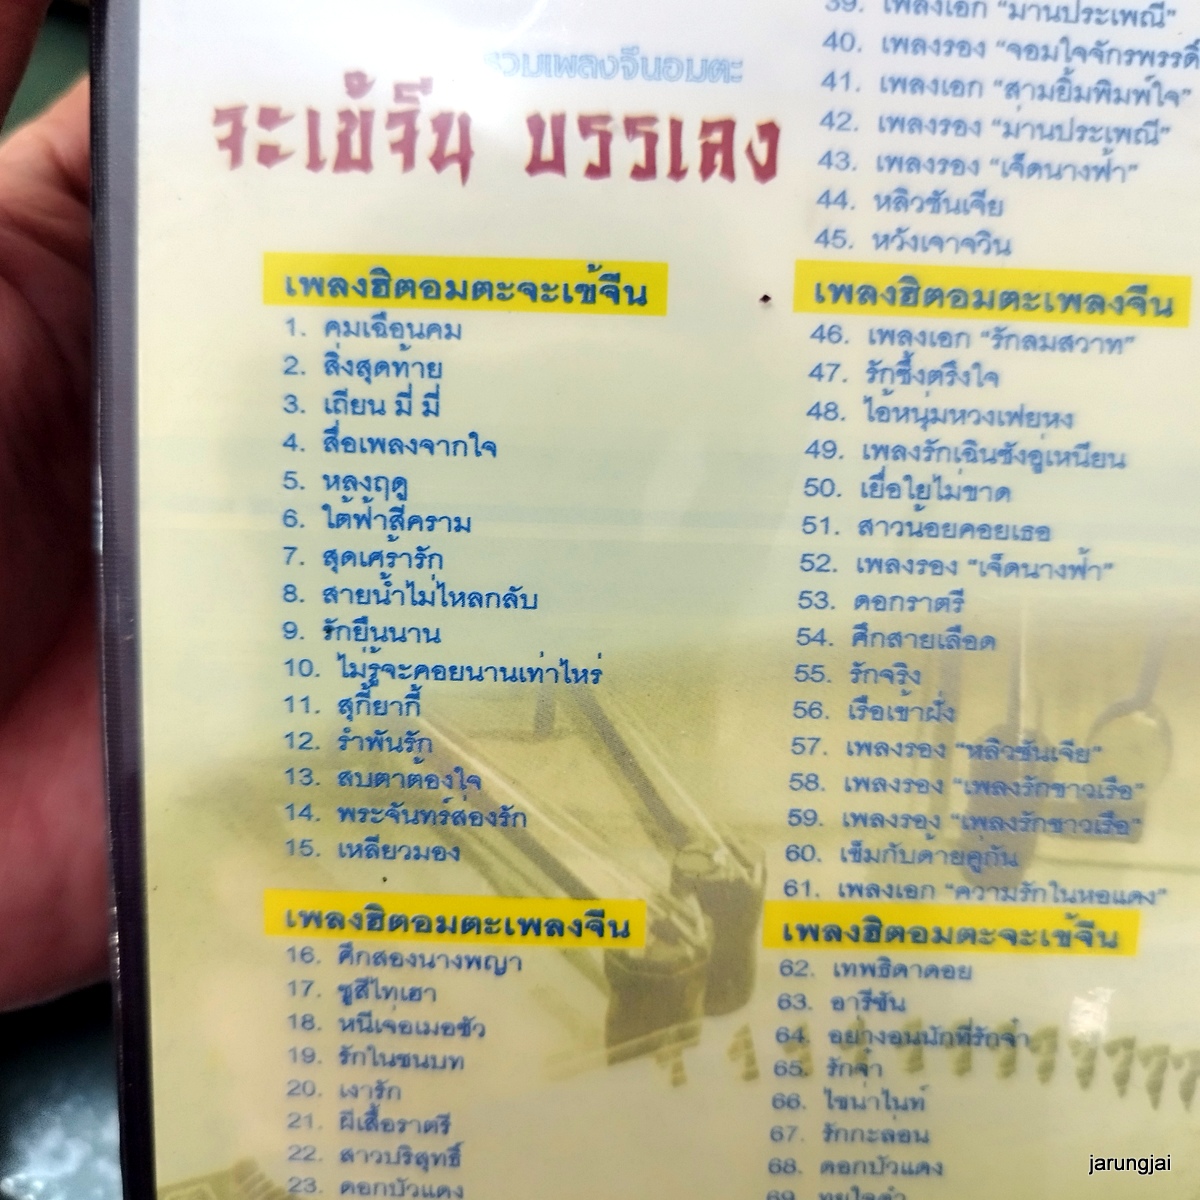 รวมเพลงจีนอมตะ
จะเข้จีน บรรเลง
เพลงฮิตอมตะจะเข้จีน
1. คมเฉือนคม
2. สิ่งสุดท้าย
3. เถียน มี่ มี่
4. สื่อเพลงจากใจ
5. หลงฤดู
6. ใต้ฟ้าสีคราม
7. สุดเศร้ารัก
8. สายน้ำไม่ไหลกลับ
9. รักยืนนาน
10. ไม่รู้จะคอยนานเท่าไหร่
11. สุกี้ยากี้
12. รำพันรัก
13. สบตาต้องใจ
14. พระจันทร์ส่องรัก
15. เหลียวมอง
เพลงฮิตอมตะเพลงจีน
16. ศึกสองนางพญา
17. ซูสีไทเฮา
18. หนีเจ่อเมอชัว
19. รักในชนบท
20. เงารัก
21. ผีเสื้อราตรี
22. สาวบริสุทธิ์
23. ดอกบัวแดง
39. เพลงเอก "ม่านประเพณี"
40. เพลงรอง "จอมใจจักรพรรดิ์
41. เพลงเอก "สามยิ้มพิมพ์ใจ"
42. เพลงรอง "ม่านประเพณี"
43. เพลงรอง "เจ็ดนางฟ้า"
44. หลิวซันเจีย
45. หวังเจาจวิน
เพลงฮิตอมตะเพลงจีน
46. เพลงเอก "รักลมสวาท"
47. รักซึ้งตรึงใจ
48. ไอ้หนุ่มหวงเฟยหง
49. เพลงรักเฉินซังอู่เหนียน
50. เยื่อใยไม่ขาด
51. สาวน้อยคอยเธอ
52. เพลงรอง "เจ็ดนางฟ้า"
53. ดอกราตรี
54. ศึกสายเลือด
55. รักจริง
56. เรือเข้าฝั่ง
57. เพลงรอง "หลิวซันเจีย"
58. เพลงรอง "เพลงรักชาวเรือ"
59. เพลงรอง "เพลงรักชาวเรือ"
60. เข็มกับด้ายคู่กัน
61. เพลงเอก "ความรักในหอแดง"
เพลงฮิตอมตะจะเข้จีน
62. เทพธิดาดอย
63. อารีซัน
64. อย่างอนนักที่รักจ๋า
65. รักจ๋า
66. ไชน่าไนท์
67. รักกะล่อน
68. ดอกบัวแดง
69.
jarungjai